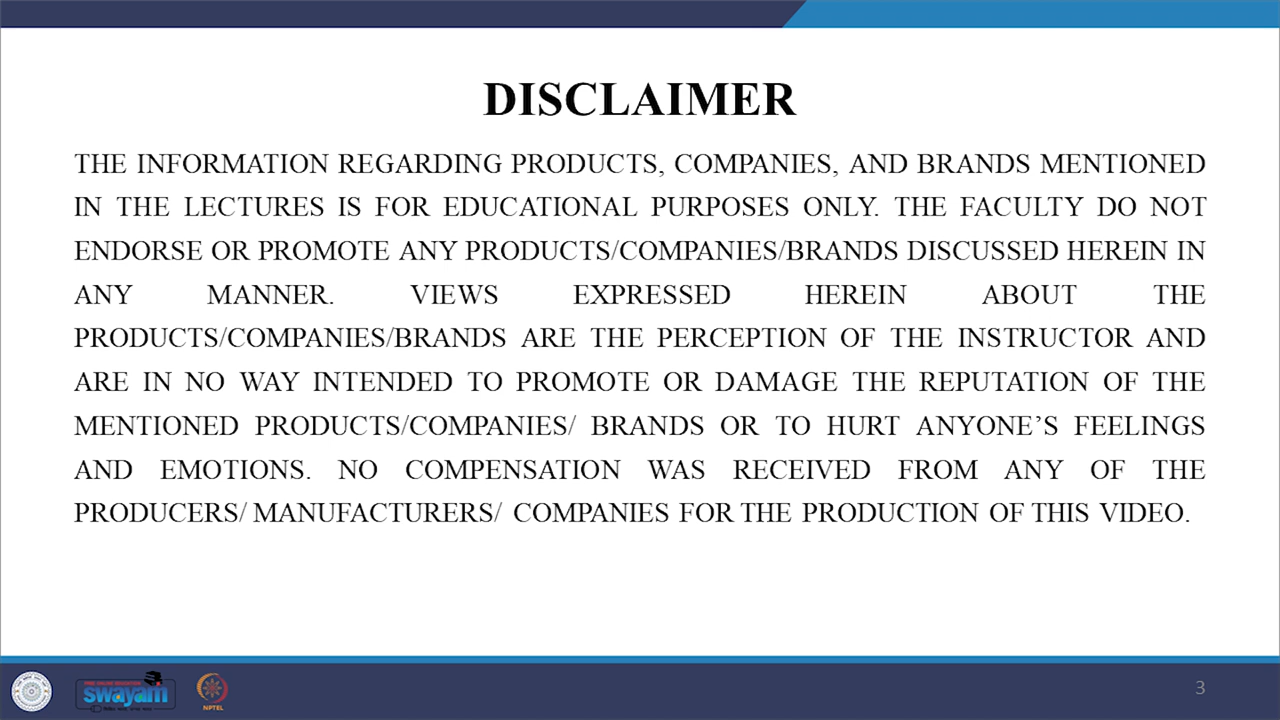 DISCLAIMER
THE INFORMATION REGARDING PRODUCTS, COMPANIES, AND BRANDS MENTIONED
IN THE LECTURES IS FOR EDUCATIONAL PURPOSES ONLY. THE FACULTY DO NOT
ENDORSE OR PROMOTE ANY PRODUCTS/COMPANIES/BRANDS DISCUSSED HEREIN IN
ANY MANNER. VIEWS EXPRESSED HEREIN ABOUT THE
PRODUCTS/COMPANIES/BRANDS ARE THE PERCEPTION OF THE INSTRUCTOR AND
ARE IN NO WAY INTENDED TO PROMOTE OR DAMAGE THE REPUTATION OF THE
MENTIONED PRODUCTS/COMPANIES/ BRANDS OR TO HURT ANYONE’S FEELINGS
AND EMOTIONS. NO COMPENSATION WAS RECEIVED FROM ANY OF THE
PRODUCERS/ MANUFACTURERS/ COMPANIES FOR THE PRODUCTION OF THIS VIDEO.
swayam
NPTEL
3